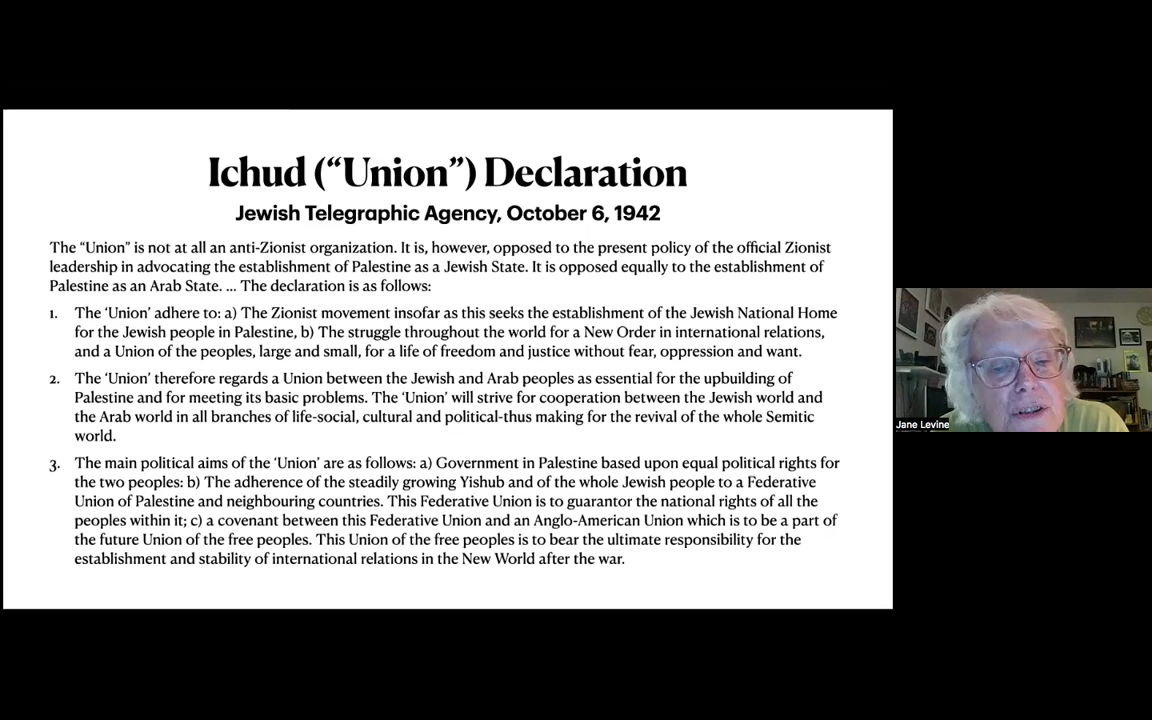 Ichud (“Union”) Declaration
Jewish Telegraphic Agency, October 6, 1942
The “Union” is not at all an anti-Zionist organization. It is, however, opposed to the present policy of the official Zionist
leadership in advocating the establishment of Palestine as a Jewish State. It is opposed equally to the establishment of
Palestine as an Arab State. ... The declaration is as follows:
1. The ‘Union’ adhere to: a) The Zionist movement insofar as this seeks the establishment of the Jewish National Home
for the Jewish people in Palestine, b) The struggle throughout the world for a New Order in international relations,
and a Union of the peoples, large and small, for a life of freedom and justice without fear, oppression and want.
2. The ‘Union’ therefore regards a Union between the Jewish and Arab peoples as essential for the upbuilding of
Palestine and for meeting its basic problems. The ‘Union’ will strive for cooperation between the Jewish world and
the Arab world in all branches of life-social, cultural and political-thus making for the revival of the whole Semitic
world.
3. The main political aims of the ‘Union’ are as follows: a) Government in Palestine based upon equal political rights for
the two peoples: b) The adherence of the steadily growing Yishub and of the whole Jewish people to a Federative
Union of Palestine and neighbouring countries. This Federative Union is to guarantor the national rights of all the
peoples within it; c) a covenant between this Federative Union and an Anglo-American Union which is to be a part of
the future Union of the free peoples. This Union of the free peoples is to bear the ultimate responsibility for the
establishment and stability of international relations in the New World after the war.
Jane Levine